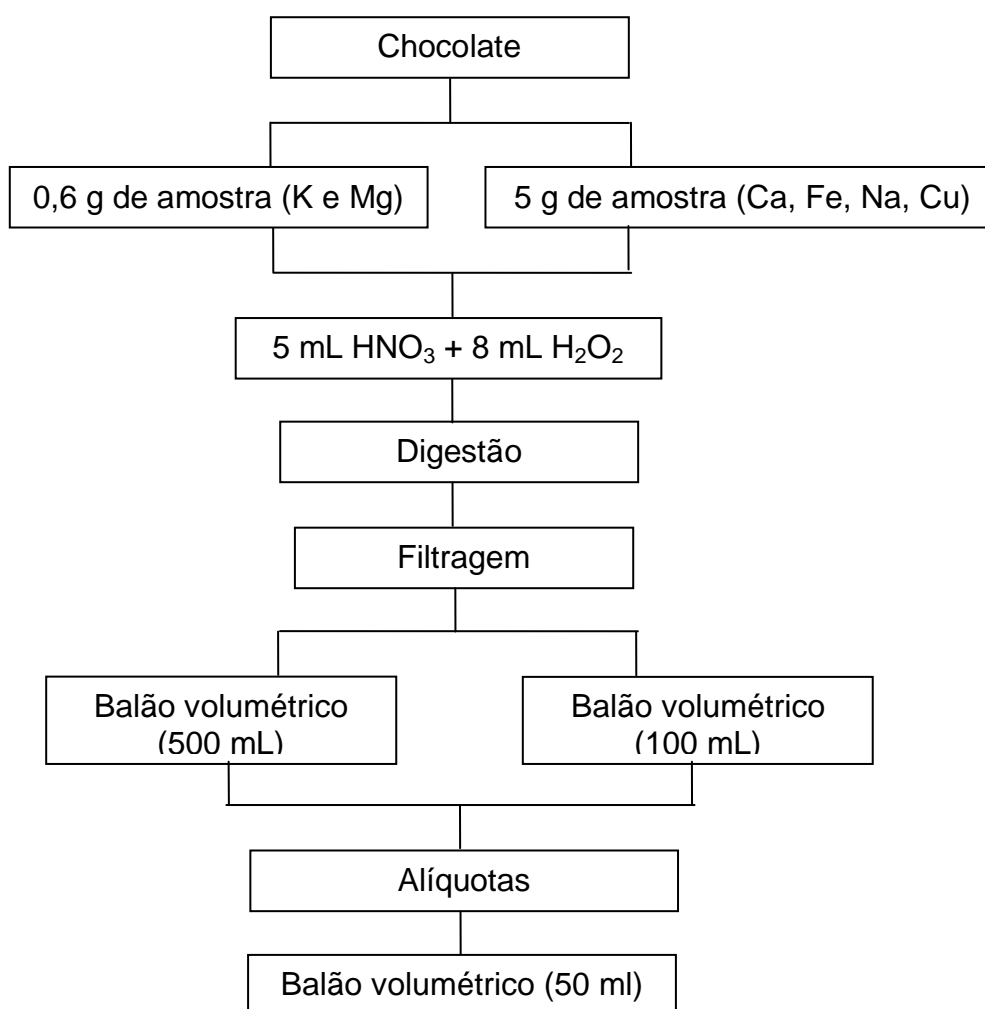 Chocolate
0,6 g de amostra (K e Mg)
5 g de amostra (Ca, Fe, Na, Cu)
5 mL HNO₃ + 8 mL H₂O₂
Digestão
Filtragem
Balão volumétrico
(500 mL)
Balão volumétrico
(100 mL)
Alíquotas
Balão volumétrico (50 ml)